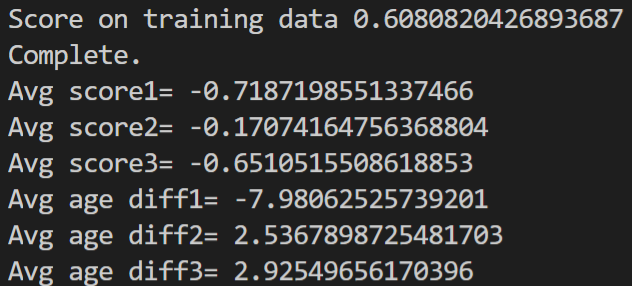 Score on training data 0.6080820426893687
Complete.
Avg score1= -0.7187198551337466
Avg score2= -0.17074164756368804
Avg score3= -0.6510515508618853
Avg age diff1= -7.98062525739201
Avg age diff2= 2.5367898725481703
Avg age diff3= 2.92549656170396